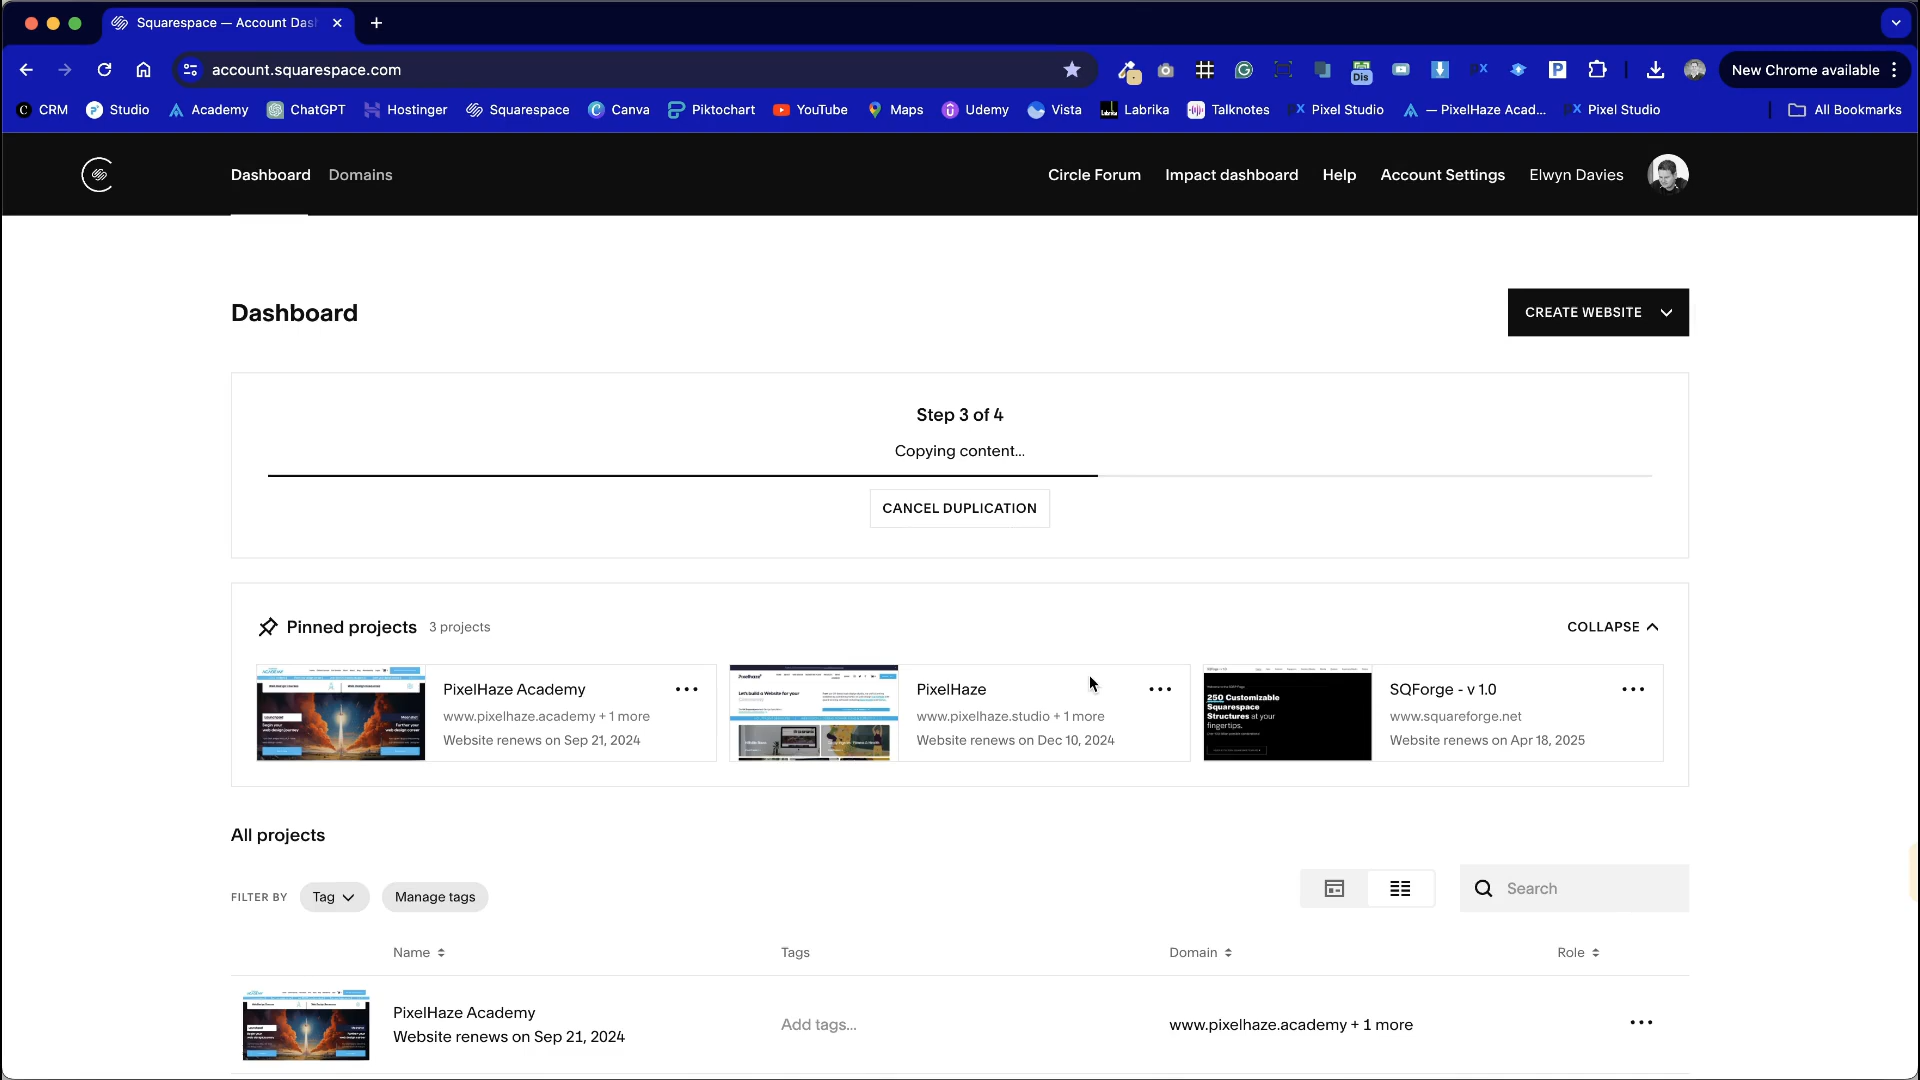 Squarespace — Account Das
account.squarespace.com
Dis
New Chrome available
CRM
Studio
Academy
ChatGPT
Hostinger
Squarespace
Canva
Piktochart
YouTube
Maps
Udemy
Vista
Labrika
Talknotes
Pixel Studio
— PixelHaze Acad...
Pixel Studio
All Bookmarks
Dashboard
Domains
Circle Forum
Impact dashboard
Help
Account Settings
Elwyn Davies
Dashboard
CREATE WEBSITE
Step 3 of 4
Copying content...
CANCEL DUPLICATION
Pinned projects
3 projects
COLLAPSE
PixelHaze Academy
www.pixelhaze.academy + 1 more
Website renews on Sep 21, 2024
PixelHaze
www.pixelhaze.studio + 1 more
Website renews on Dec 10, 2024
250 Customizable
Squarespace
Structures at your
fingertips.
SQForge - v 1.0
www.squareforge.net
Website renews on Apr 18, 2025
All projects
FILTER BY
Tag
Manage tags
Search
Name
Tags
Domain
Role
PixelHaze Academy
Website renews on Sep 21, 2024
Add tags...
www.pixelhaze.academy + 1 more